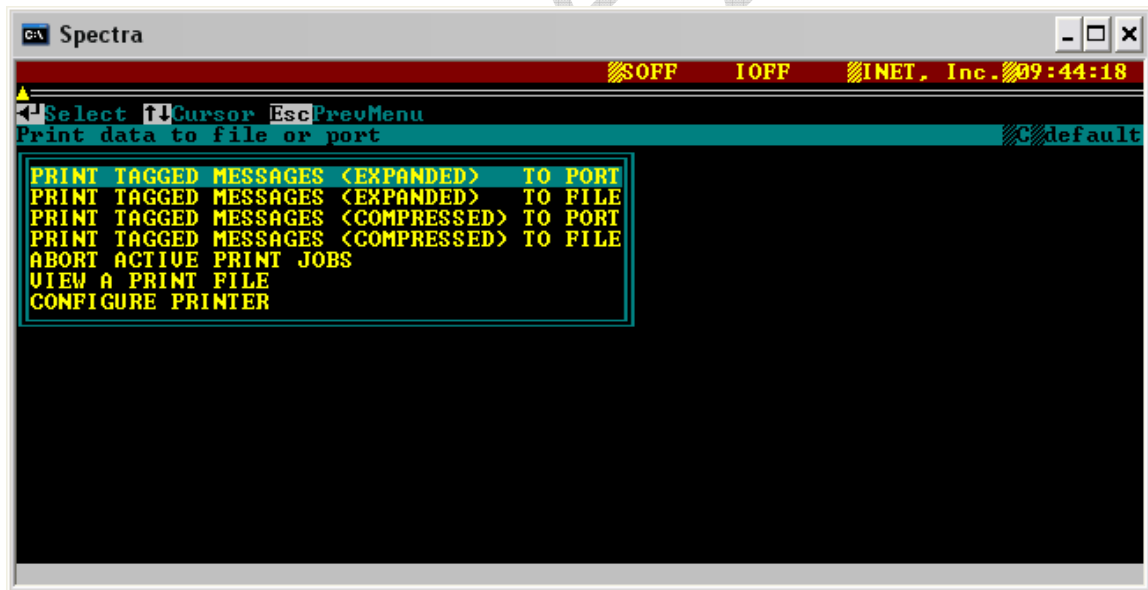 Spectra
SOFF IOFF INET, Inc. 09:44:18
Select ↑↓Cursor Esc PrevMenu
Print data to file or port C default
PRINT TAGGED MESSAGES (EXPANDED) TO PORT
PRINT TAGGED MESSAGES (EXPANDED) TO FILE
PRINT TAGGED MESSAGES (COMPRESSED) TO PORT
PRINT TAGGED MESSAGES (COMPRESSED) TO FILE
ABORT ACTIVE PRINT JOBS
VIEW A PRINT FILE
CONFIGURE PRINTER